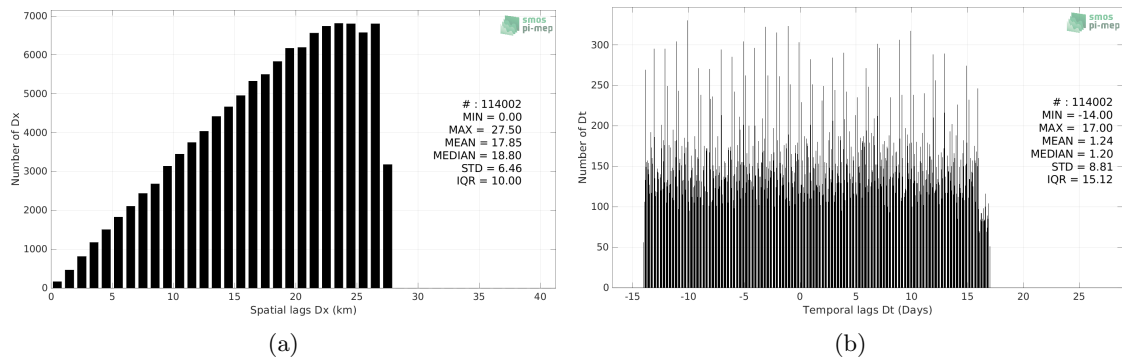 7000
6000
5000
4000
3000
2000
1000
0
Number of Dx
0 5 10 15 20 25 30 35 40
Spatial lags Dx (km)
smos
pi-mep
# : 114002
MIN = 0.00
MAX = 27.50
MEAN = 17.85
MEDIAN = 18.80
STD = 6.46
IQR = 10.00
(a)
300
250
200
150
100
50
0
Number of Dt
-15 -10 -5 0 5 10 15 20 25
Temporal lags Dt (Days)
smos
pi-mep
# : 114002
MIN = -14.00
MAX = 17.00
MEAN = 1.24
MEDIAN = 1.20
STD = 8.81
IQR = 15.12
(b)